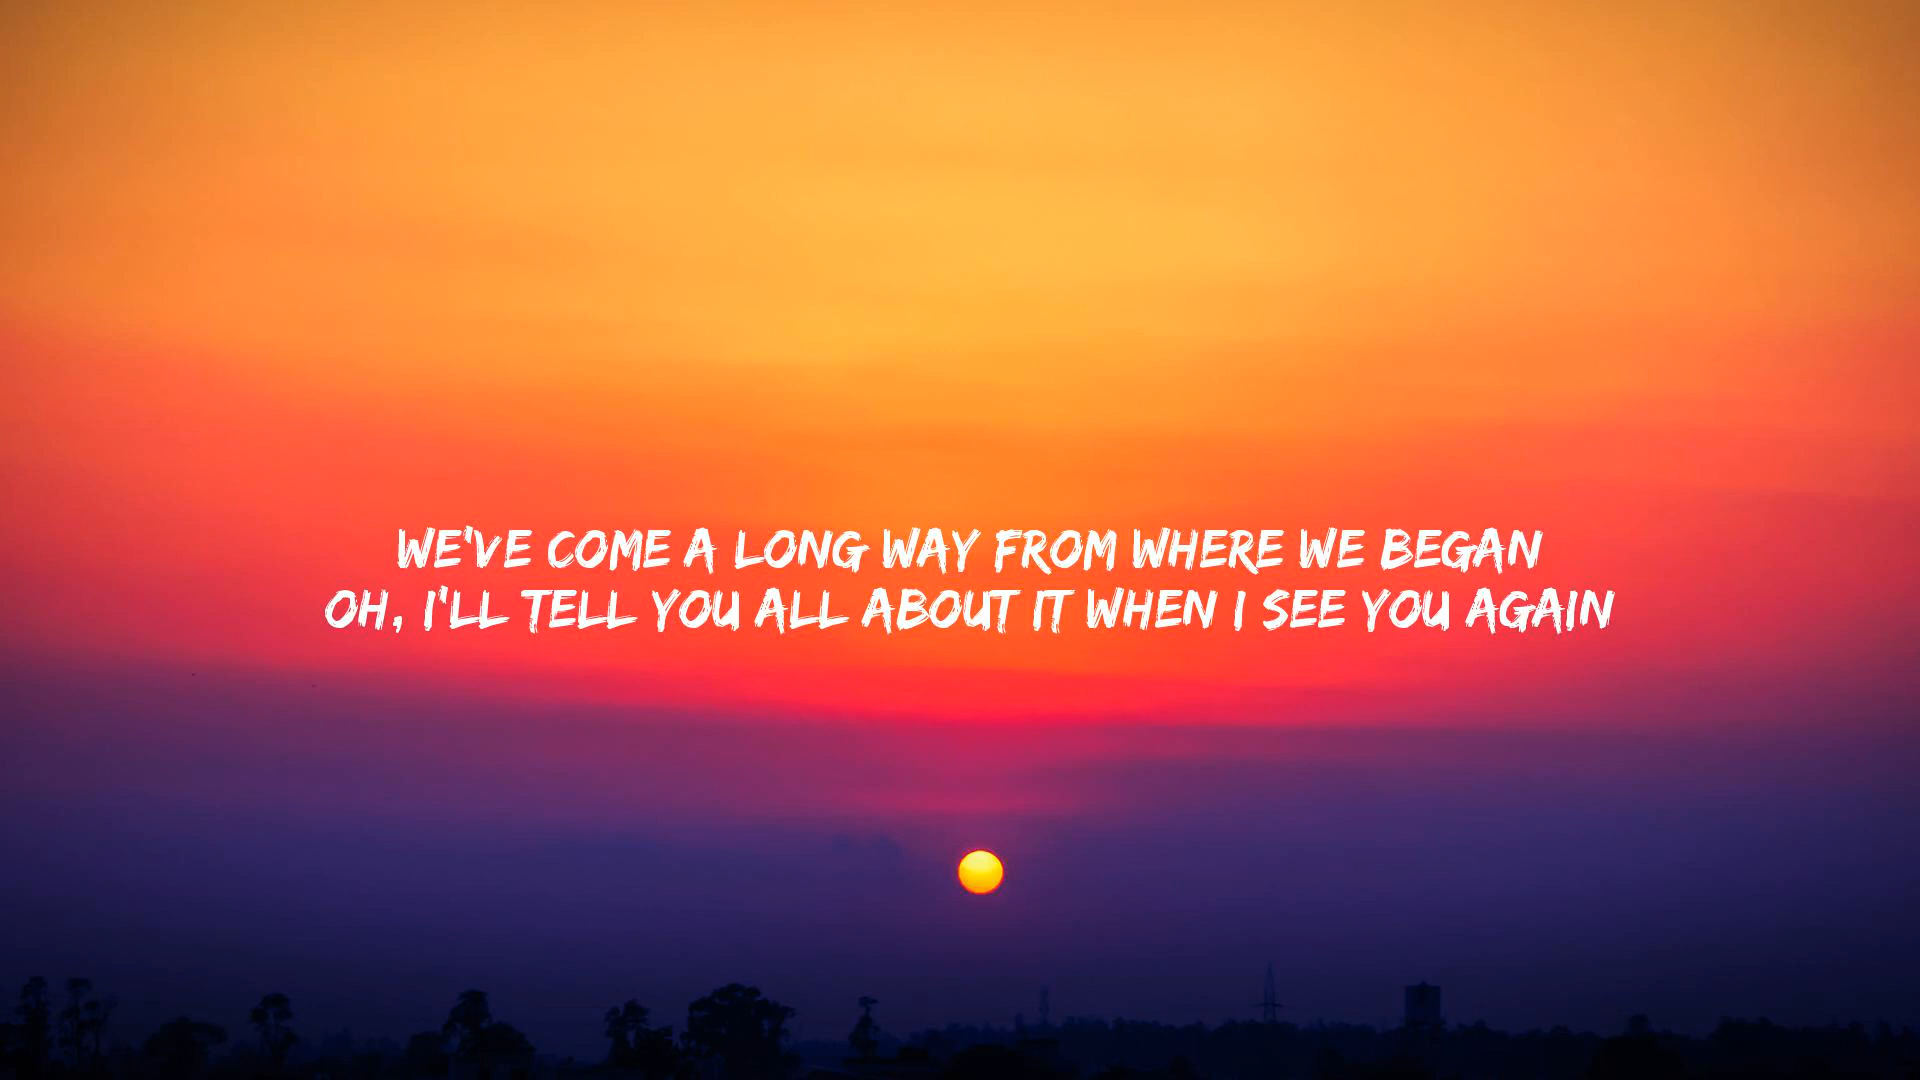 WE'VE COME A LONG WAY FROM WHERE WE BEGAN
OH, I'LL TELL YOU ALL ABOUT IT WHEN I SEE YOU AGAIN